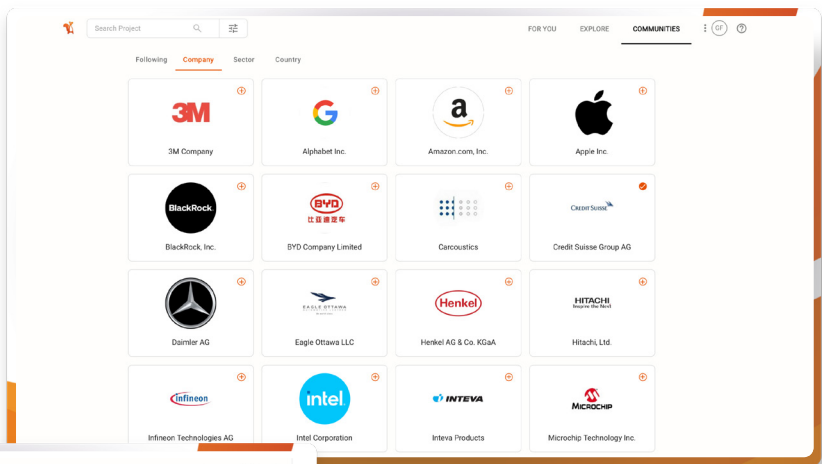 Search Project
FOR YOU
EXPLORE
COMMUNITIES
GF
Following
Company
Sector
Country
3M
a
3M Company
Alphabet Inc.
Amazon.com, Inc.
Apple Inc.
BlackRock
BYD
比亚迪汽车
CREDIT SUISSE
BlackRock, Inc.
BYD Company Limited
Carcoustics
Credit Suisse Group AG
EAGLE OTTAWA
Henkel
HITACHI
Inspire the Next
Daimler AG
Eagle Ottawa LLC
Henkel AG & Co. KGaA
Hitachi, Ltd.
infineon
intel
INTEVA
MICROCHIP
Infineon Technologies AG
Intel Corporation
Inteva Products
Microchip Technology Inc.